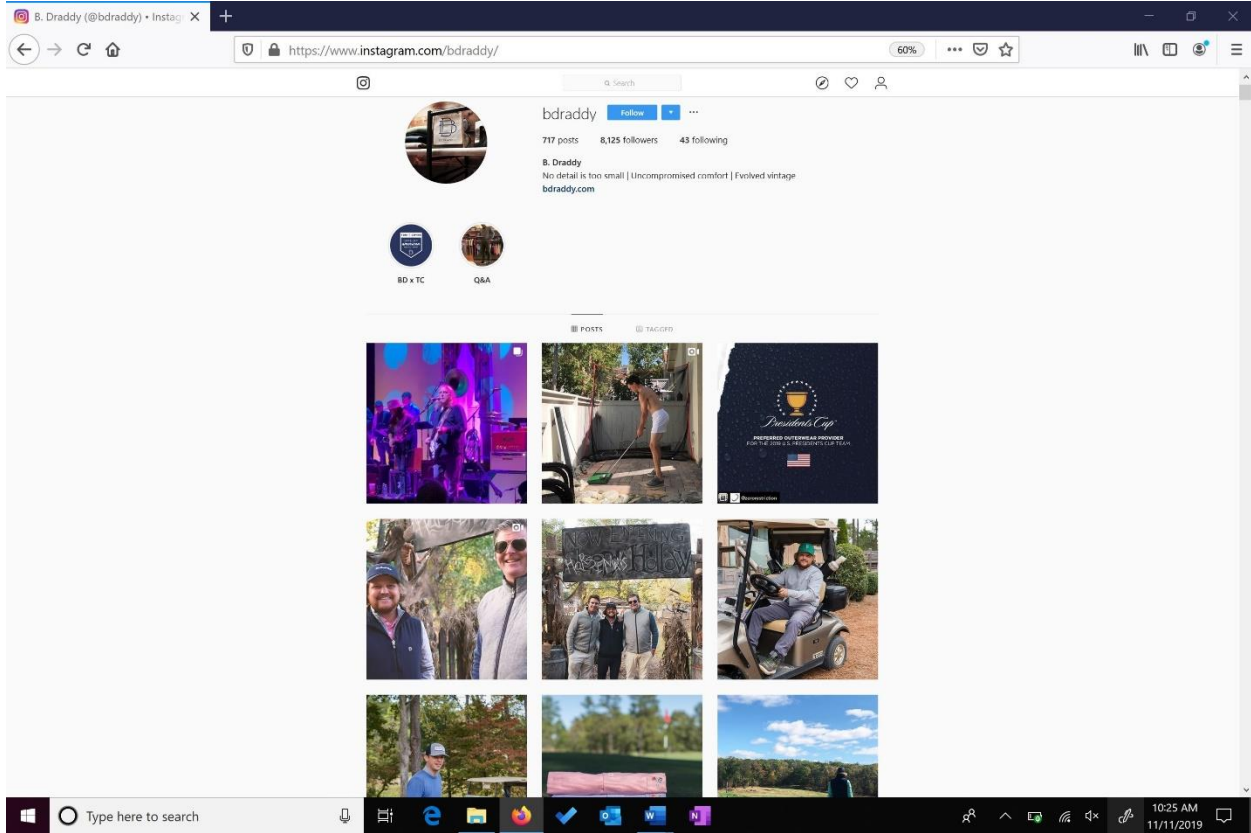 B. Draddy (@bdraddy) • Instag
https://www.instagram.com/bdraddy/
60%
Search
bdraddy Follow
717 posts 8,125 followers 43 following
B. Draddy
No detail is too small | Uncompromised comfort | Evolved vintage
bdraddy.com
BD x TC Q&A
POSTS TAGGED
Presidents Cup
PREFERRED OUTERWEAR PROVIDER
FOR THE 2019 U.S. PRESIDENTS CUP TEAM
NOW ENTERING
Type here to search
10:25 AM
11/11/2019